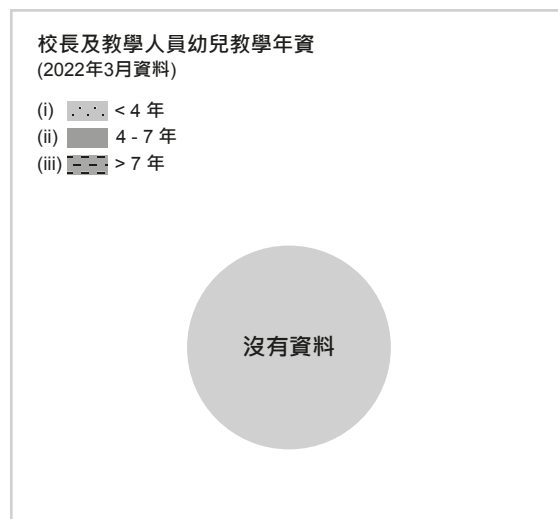 校長及教學人員幼兒教學年資
(2022年3月資料)
(i) < 4 年
(ii) 4 - 7 年
(iii) > 7 年
沒有資料